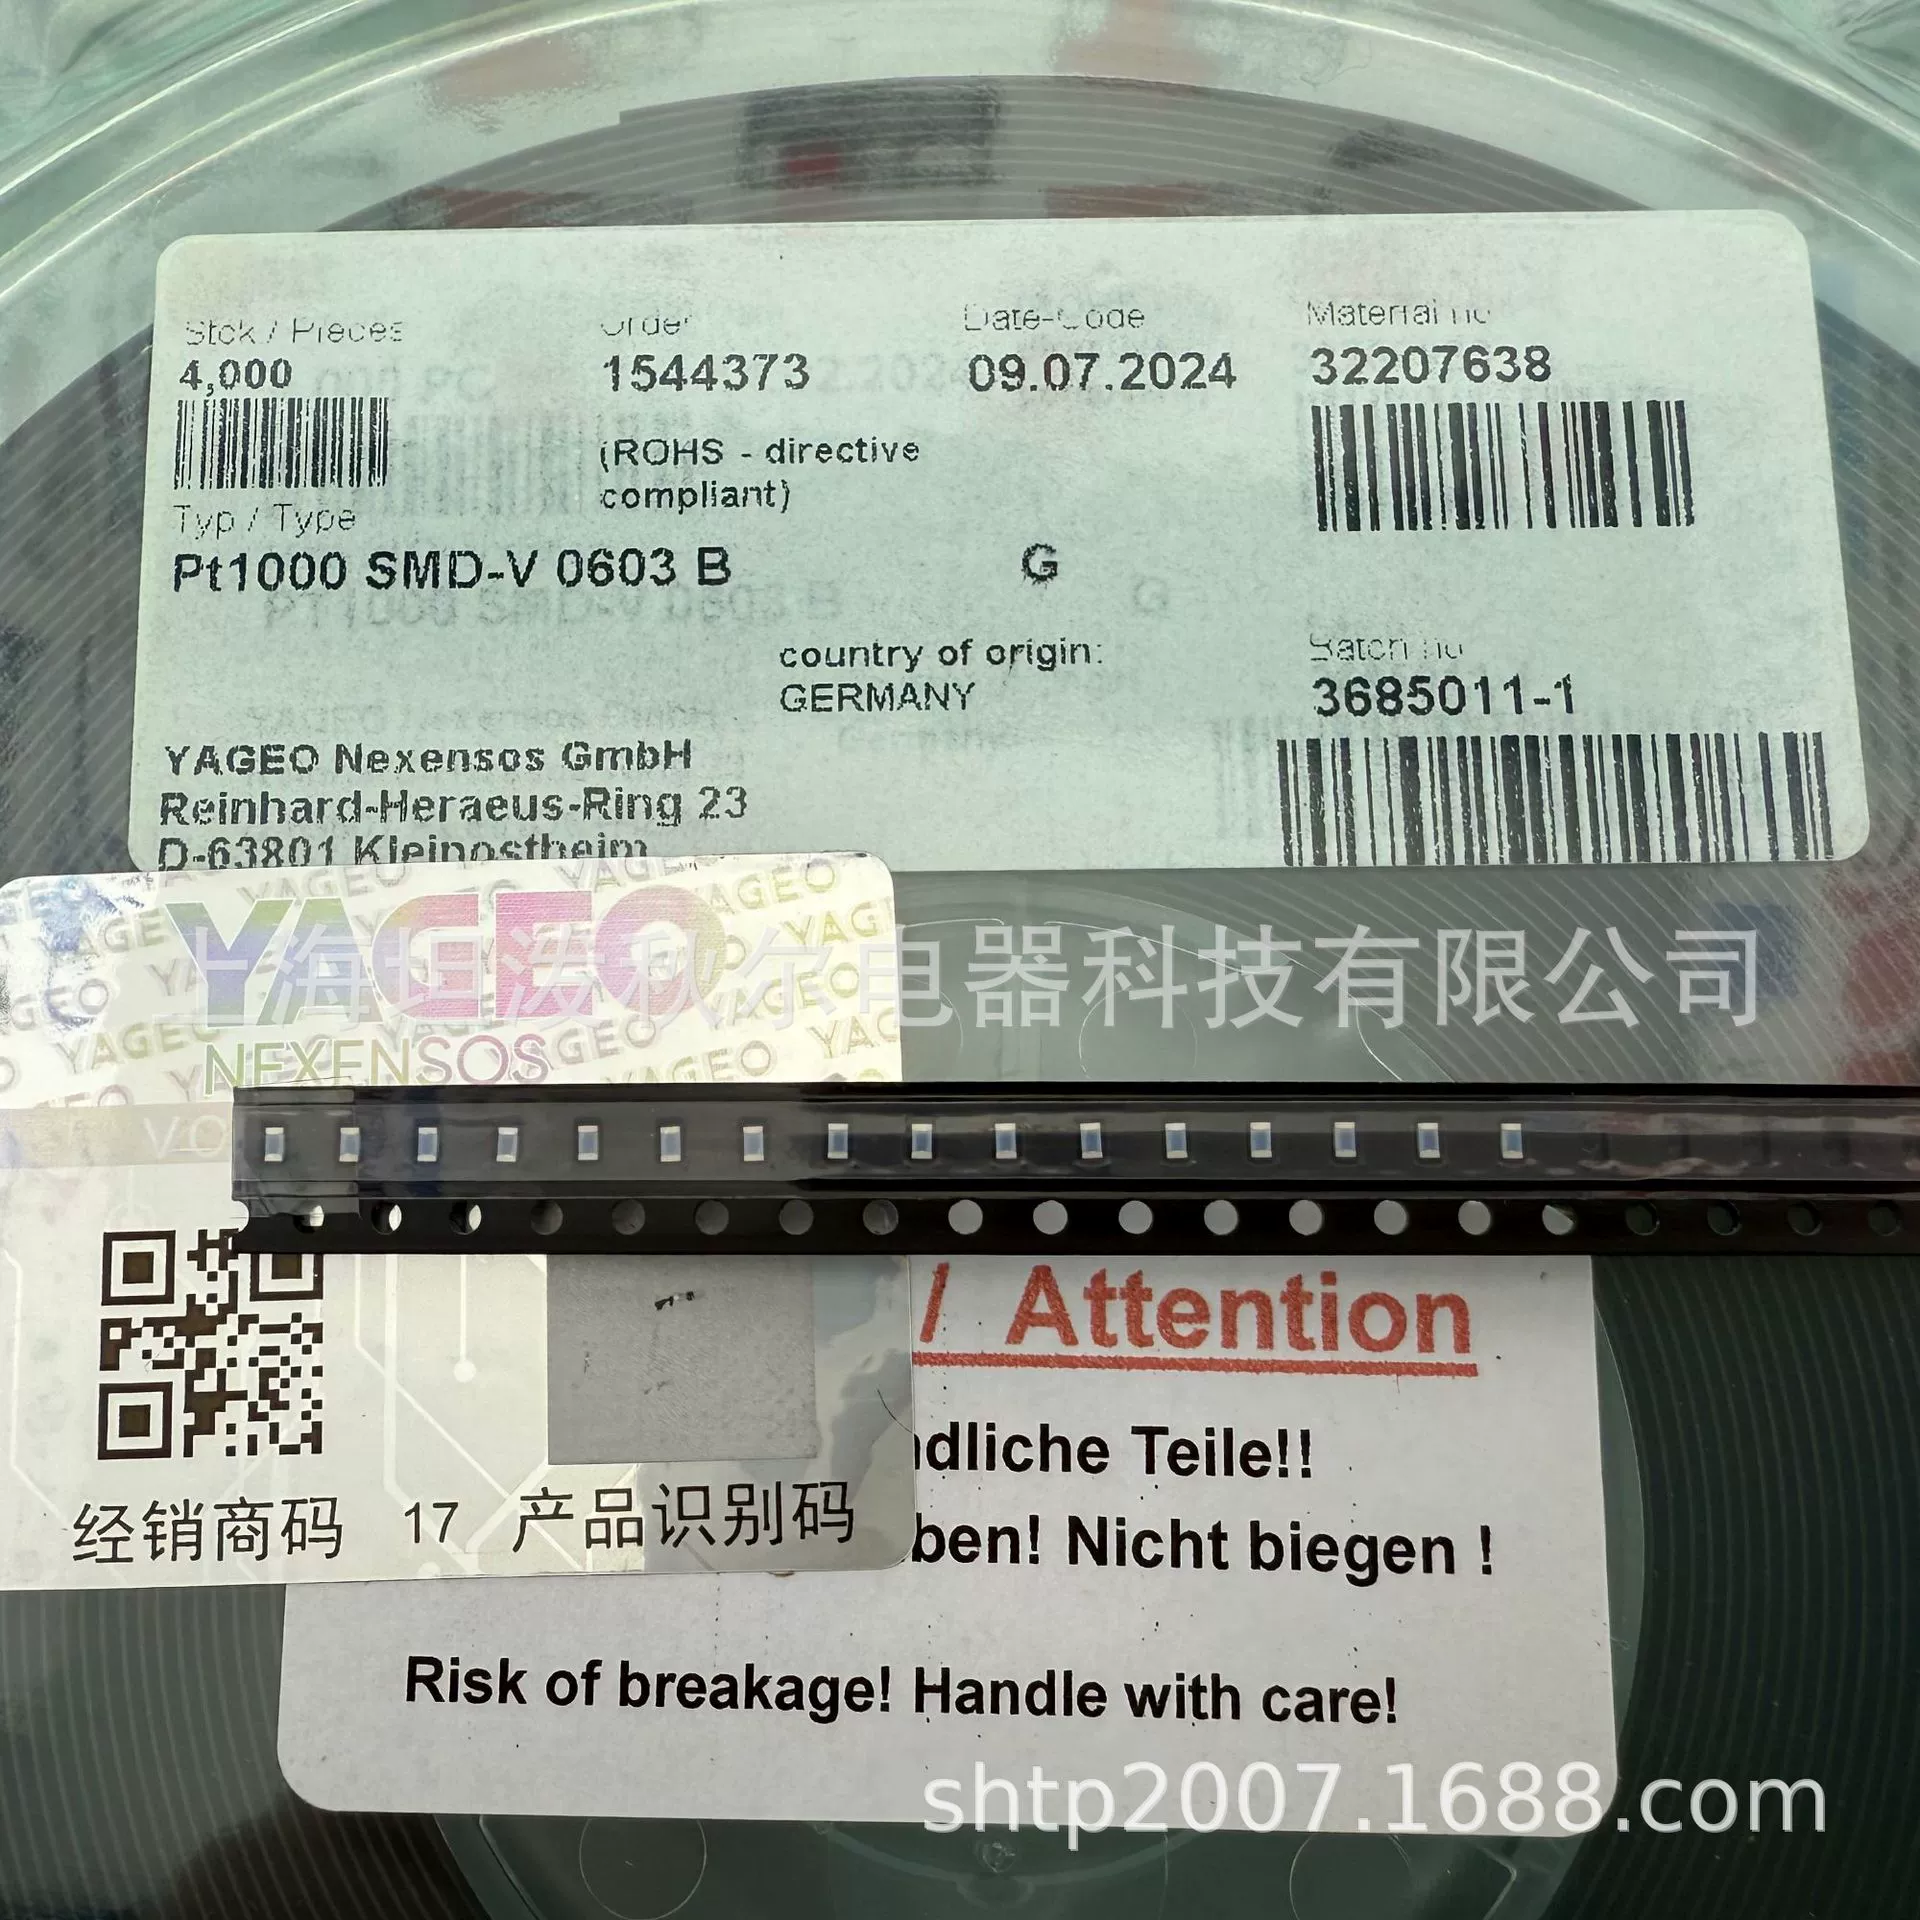 Stck / Pieces
Order
Date-Code
Material no
4,000
1544373
09.07.2024
32207638
(ROHS - directive
compliant)
Typ / Type
Pt1000 SMD-V 0603 B
G
country of origin:
GERMANY
Batch no
3685011-1
YAGEO Nexensos GmbH
Reinhard-Heraeus-Ring 23
D-63801 Kleinostheim
YAGEO
NEXENSOS
上海坦泼秋尔电器科技有限公司
/ Attention
dliche Teile!!
ben! Nicht biegen !
经销商码 17 产品识别码
Risk of breakage! Handle with care!
shtp2007.1688.com